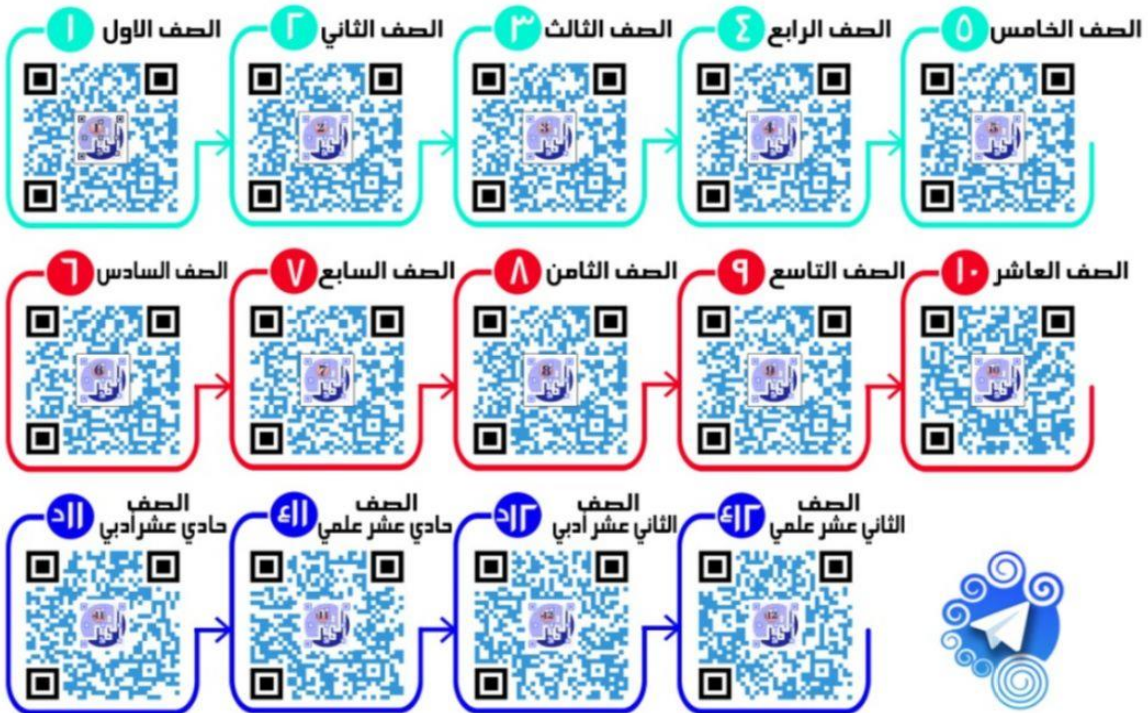 ١ الصف الاول
٢ الصف الثاني
٣ الصف الثالث
٤ الصف الرابع
٥ الصف الخامس
٦ الصف السادس
٧ الصف السابع
٨ الصف الثامن
٩ الصف التاسع
١٠ الصف العاشر
١١د الصف
حادي عشر أدبي
١١ع الصف
حادي عشر علمي
١٢د الصف
الثاني عشر أدبي
١٢ع الصف
الثاني عشر علمي